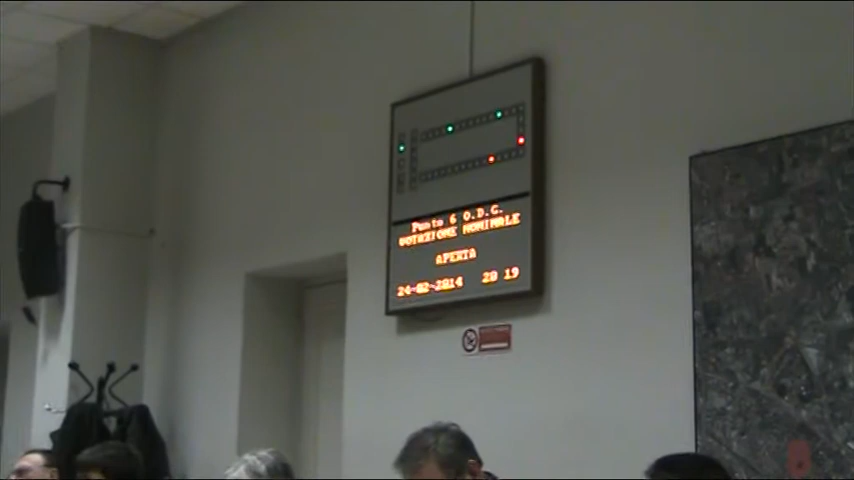 Punto 6 O.D.G.
VOTAZIONE NOMINALE
APERTA
24-02-2014 20 19